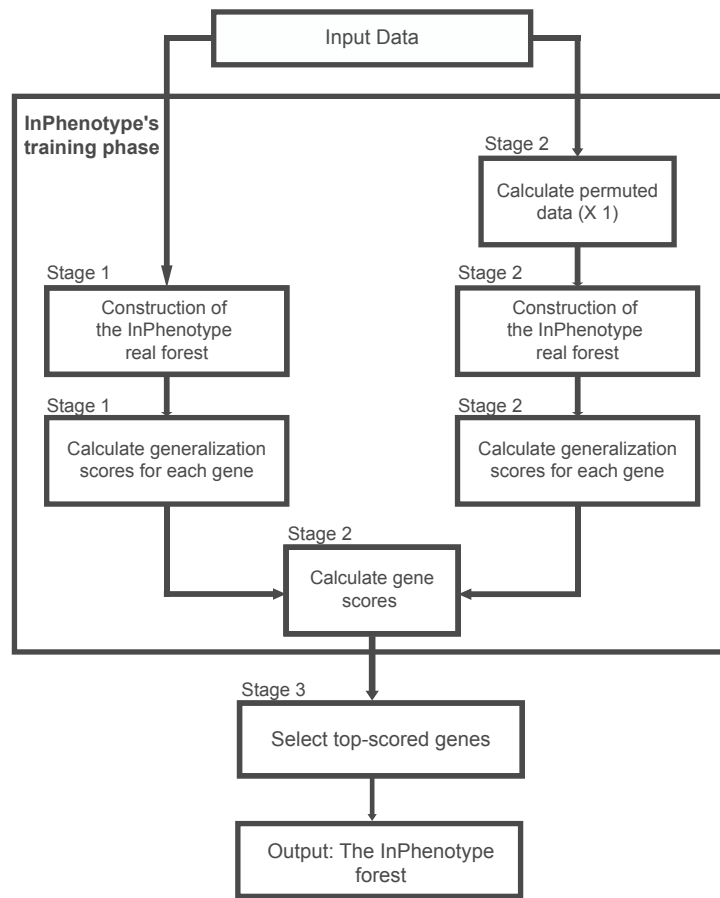 Input Data
InPhenotype's
training phase
Stage 2
Calculate permuted
data (X 1)
Stage 1
Construction of
the InPhenotype
real forest
Stage 2
Construction of
the InPhenotype
real forest
Stage 1
Calculate generalization
scores for each gene
Stage 2
Calculate generalization
scores for each gene
Stage 2
Calculate gene
scores
Stage 3
Select top-scored genes
Output: The InPhenotype
forest